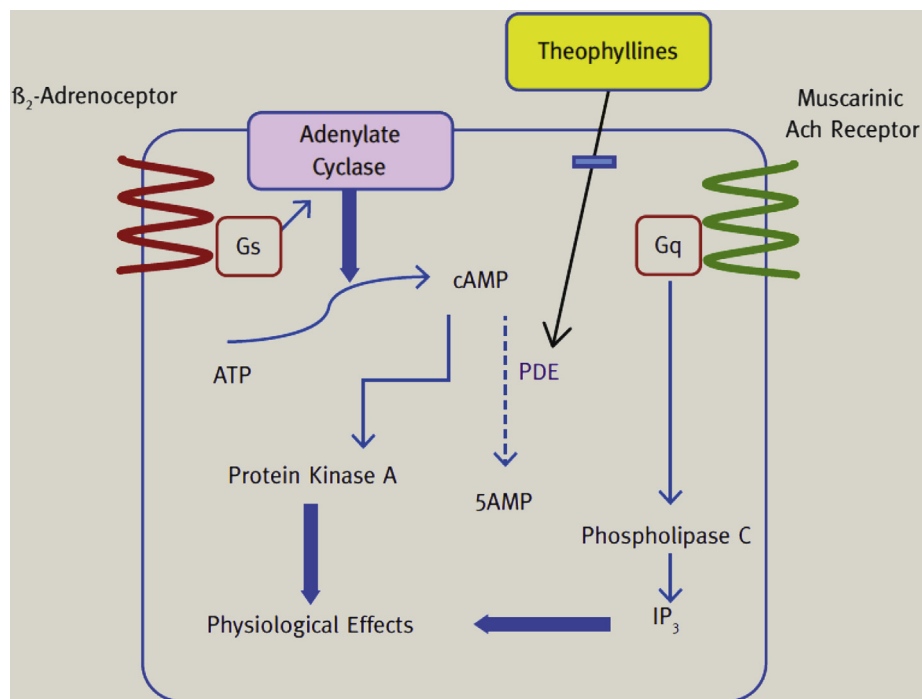 Theophyllines
ß₂-Adrenoceptor
Muscarinic
Ach Receptor
Adenylate
Cyclase
Gs
Gq
cAMP
ATP
PDE
Protein Kinase A
5AMP
Phospholipase C
Physiological Effects
IP₃